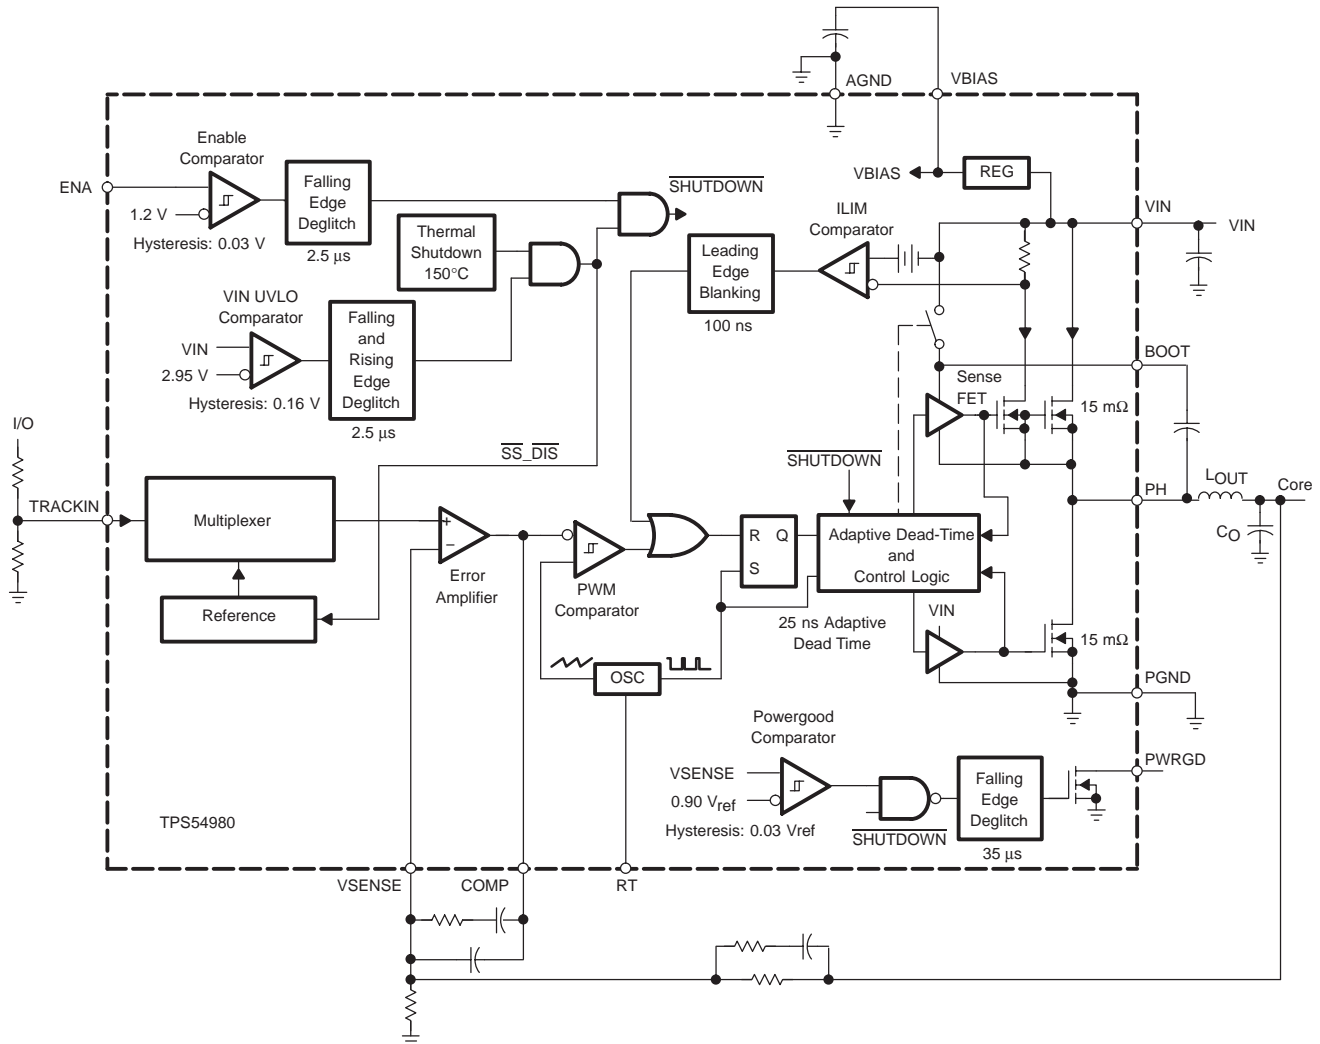 AGND
VBIAS
Enable
Comparator
ENA
1.2 V
Hysteresis: 0.03 V
Falling
Edge
Deglitch
2.5 μs
SHUTDOWN
Thermal
Shutdown
150°C
VBIAS
REG
ILIM
Comparator
VIN
VIN
Leading
Edge
Blanking
100 ns
VIN UVLO
Comparator
VIN
2.95 V
Hysteresis: 0.16 V
Falling
and
Rising
Edge
Deglitch
2.5 μs
BOOT
Sense
FET
15 mΩ
I/O
SS_DIS
SHUTDOWN
TRACKIN
Multiplexer
Reference
+
−
Error
Amplifier
PWM
Comparator
R Q
S
Adaptive Dead-Time
and
Control Logic
25 ns Adaptive
Dead Time
PH
LOUT
Core
CO
VIN
15 mΩ
OSC
PGND
Powergood
Comparator
VSENSE
0.90 Vref
Hysteresis: 0.03 Vref
SHUTDOWN
Falling
Edge
Deglitch
35 μs
PWRGD
TPS54980
VSENSE
COMP
RT